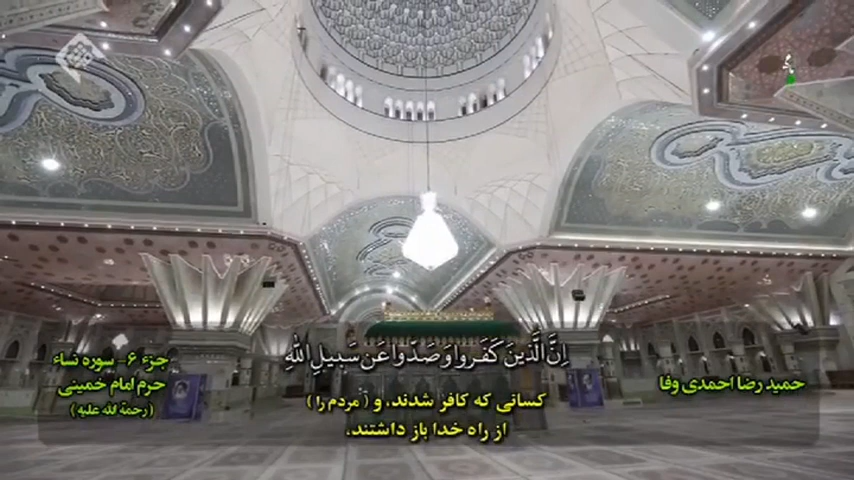 إِنَّ الَّذِينَ كَفَرُوا وَصَدُّوا عَن سَبِيلِ اللَّهِ
کسانی که کافر شدند، و (مردم را)
از راه خدا باز داشتند،
حمید رضا احمدی وفا
جزء ۶- سوره نساء
حرم امام خمینی
(رحمة الله علیه)